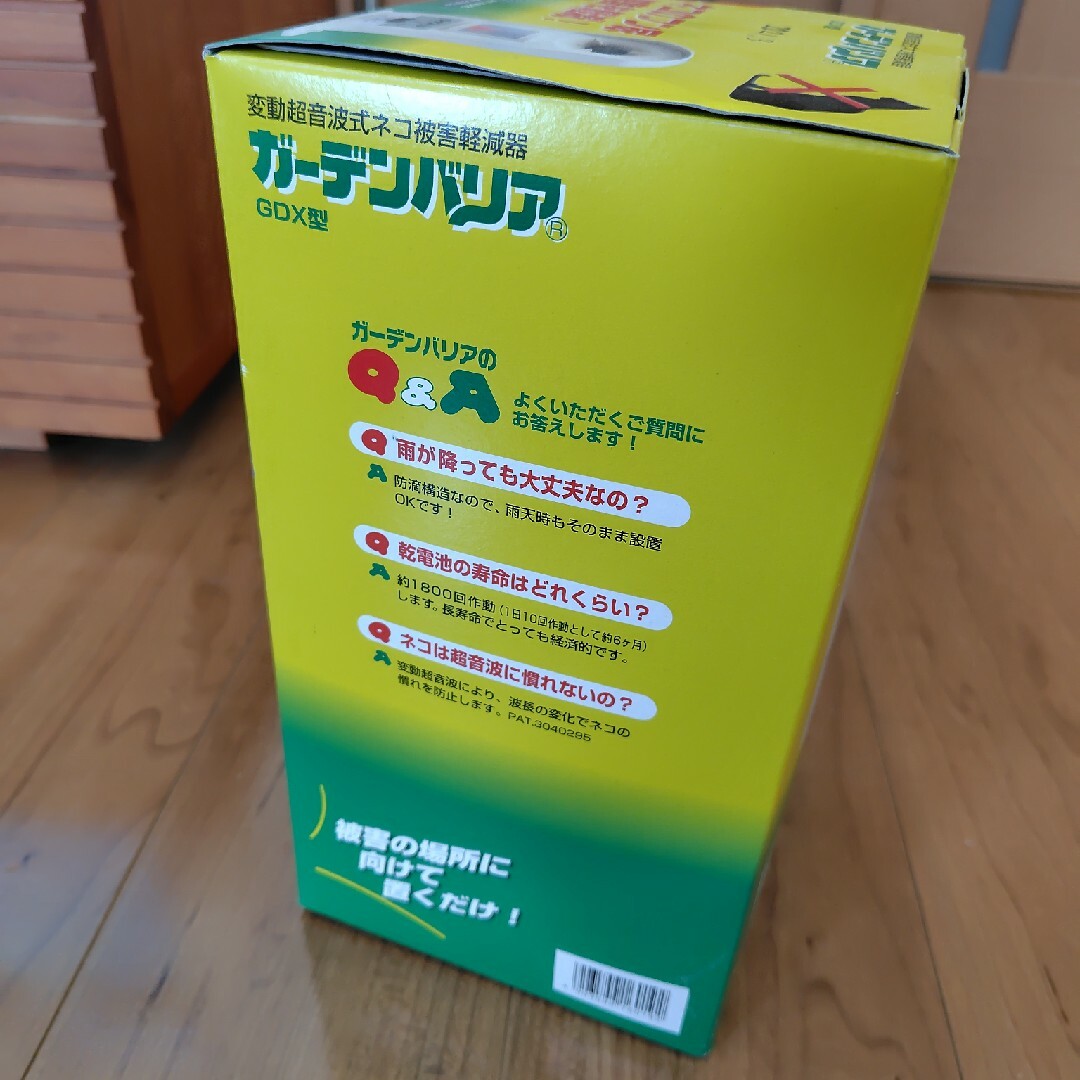 変動超音波式ネコ被害軽減器
ガーデンバリア®
GDX型
ガーデンバリアの
Q&A
よくいただくご質問に
お答えします!
Q 雨が降っても大丈夫なの?
A 防滴構造なので、雨天時もそのまま設置
OKです!
Q 乾電池の寿命はどれくらい?
A 約1800回作動(1日10回作動として約6ヶ月)
します。長寿命でとっても経済的です。
Q ネコは超音波に慣れないの?
A 変動超音波により、波長の変化でネコの
慣れを防止します。PAT.3040285
被害の場所に
向けて
置くだけ!